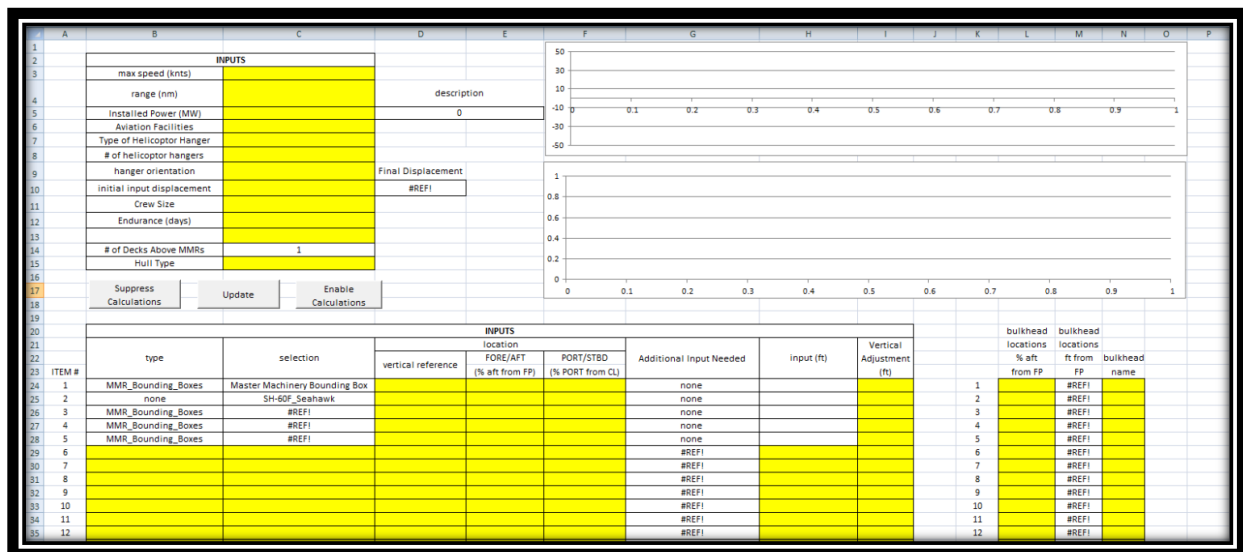 A B C D E F G H I J K L M N O P
1
2 INPUTS
3 max speed (knts)
4 range (nm) description
5 Installed Power (MW) 0
6 Aviation Facilities
7 Type of Helicoptor Hanger
8 # of helicoptor hangers
9 hanger orientation Final Displacement
10 initial input displacement #REF!
11 Crew Size
12 Endurance (days)
13
14 # of Decks Above MMRs 1
15 Hull Type
16
17 Suppress Calculations Update Enable Calculations
18
50
30
10
-10 0 0.1 0.2 0.3 0.4 0.5 0.6 0.7 0.8 0.9 1
-30
-50
1
0.8
0.6
0.4
0.2
0
0 0.1 0.2 0.3 0.4 0.5 0.6 0.7 0.8 0.9 1
19
20 INPUTS bulkhead bulkhead
21 location Vertical locations locations
22 type selection vertical reference FORE/AFT PORT/STBD Additional Input Needed input (ft) Adjustment % aft ft from bulkhead
23 ITEM # (% aft from FP) (% PORT from CL) (ft) from FP FP name
24 1 MMR_Bounding_Boxes Master Machinery Bounding Box none 1 #REF!
25 2 none SH-60F_Seahawk none 2 #REF!
26 3 MMR_Bounding_Boxes #REF! none 3 #REF!
27 4 MMR_Bounding_Boxes #REF! none 4 #REF!
28 5 MMR_Bounding_Boxes #REF! none 5 #REF!
29 6 #REF! 6 #REF!
30 7 #REF! 7 #REF!
31 8 #REF! 8 #REF!
32 9 #REF! 9 #REF!
33 10 #REF! 10 #REF!
34 11 #REF! 11 #REF!
35 12 #REF! 12 #REF!